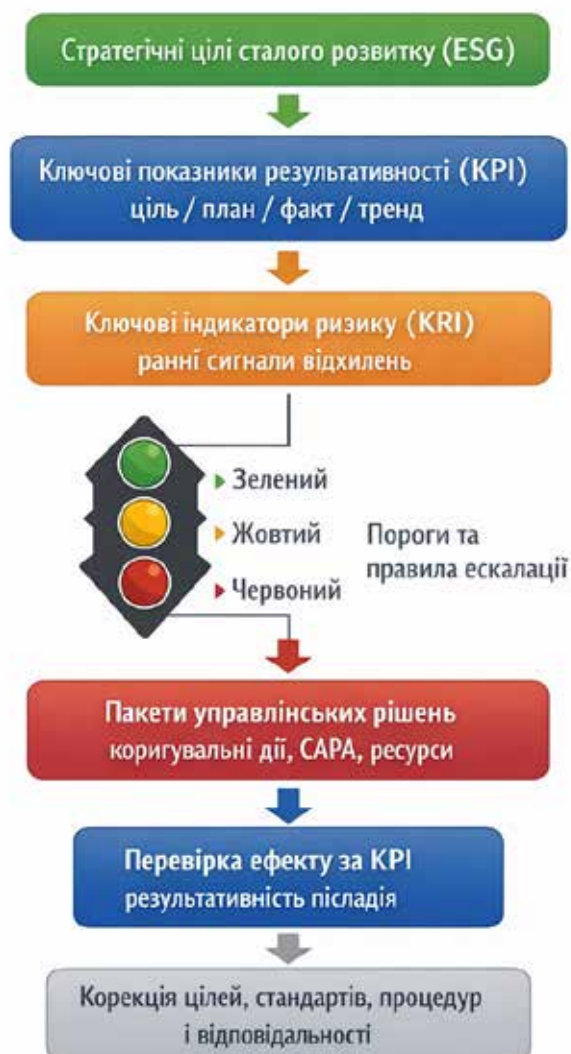 Стратегічні цілі сталого розвитку (ESG)
Ключові показники результативності (KPI)
ціль / план / факт / тренд
Ключові індикатори ризику (KRI)
ранні сигнали відхилень
Зелений
Жовтий
Червоний
Пороги та
правила ескалації
Пакети управлінських рішень
коригувальні дії, CAPA, ресурси
Перевірка ефекту за KPI
результативність післадія
Корекція цілей, стандартів, процедур
і відповідальності